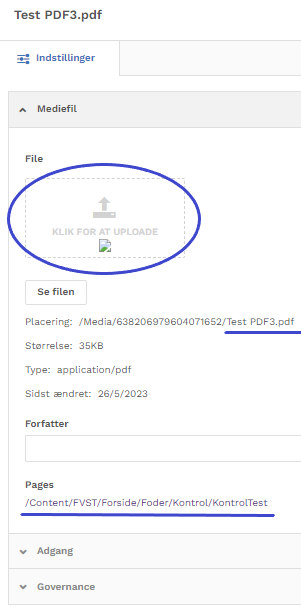 Test PDF3.pdf
Indstillinger
Mediefil
File
KLIK FOR AT UPLOADE
Se filen
Placering: /Media/638206979604071652/Test PDF3.pdf
Størrelse: 35KB
Type: application/pdf
Sidst ændret: 26/5/2023
Forfatter
Pages
/Content/FVST/Forside/Foder/Kontrol/KontrolTest
Adgang
Governance